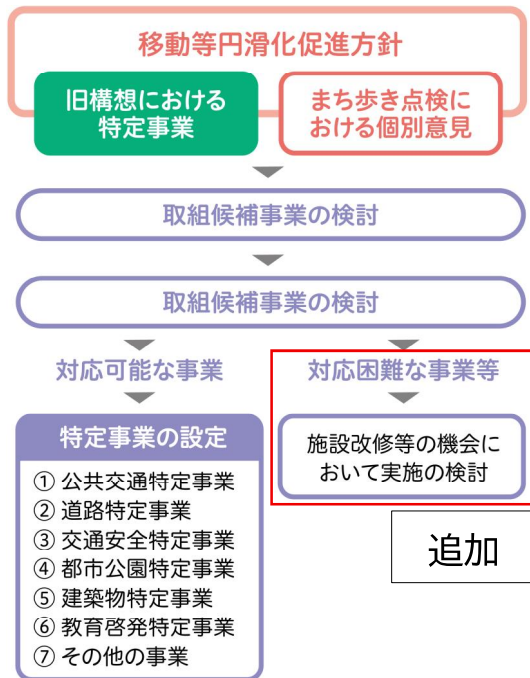 移動等円滑化促進方針
旧構想における
特定事業
まち歩き点検に
おける個別意見
取組候補事業の検討
取組候補事業の検討
対応可能な事業
対応困難な事業等
特定事業の設定
① 公共交通特定事業
② 道路特定事業
③ 交通安全特定事業
④ 都市公園特定事業
⑤ 建築物特定事業
⑥ 教育啓発特定事業
⑦ その他の事業
施設改修等の機会に
おいて実施の検討
追加